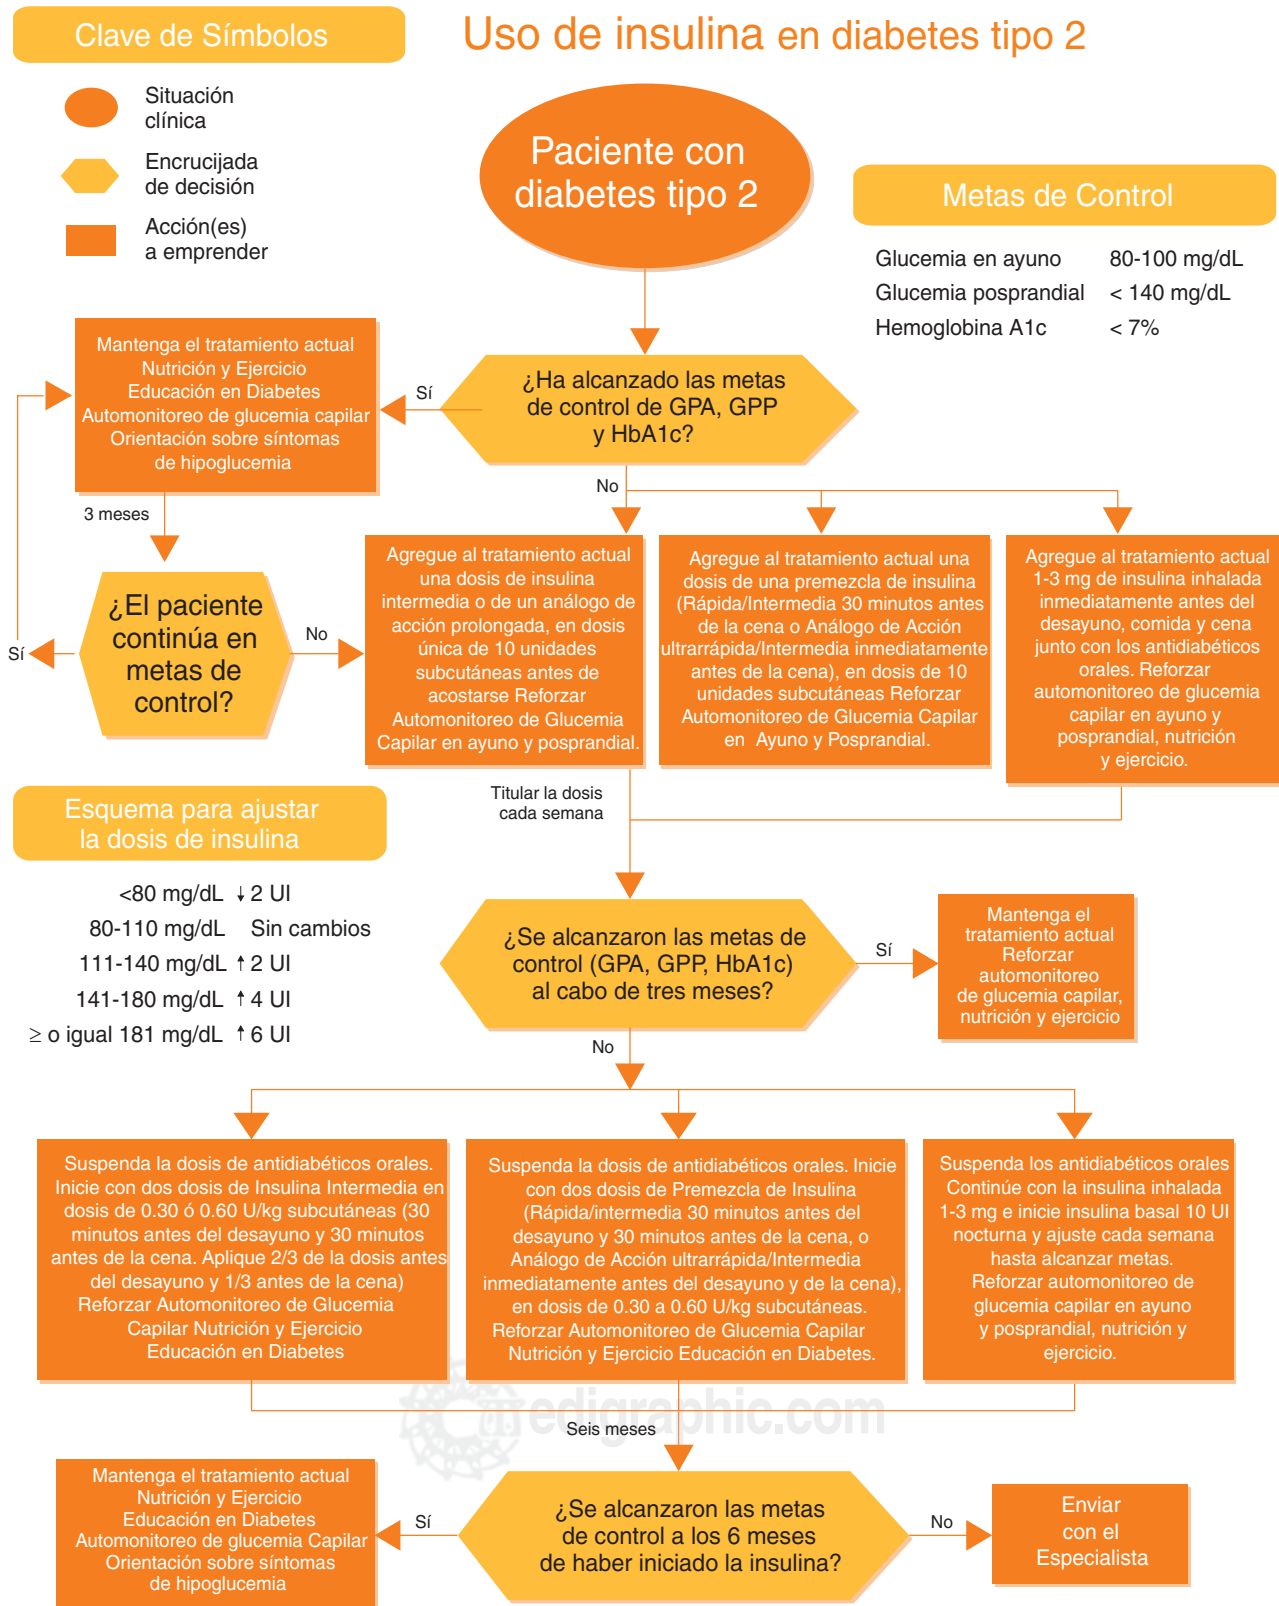 Clave de Símbolos
Uso de insulina en diabetes tipo 2
Situación
clínica
Encrucijada
de decisión
Acción(es)
a emprender
Paciente con
diabetes tipo 2
Metas de Control
Glucemia en ayuno 80-100 mg/dL
Glucemia posprandial < 140 mg/dL
Hemoglobina A1c < 7%
Mantenga el tratamiento actual
Nutrición y Ejercicio
Educación en Diabetes
Automonitoreo de glucemia capilar
Orientación sobre síntomas
de hipoglucemia
Sí
¿Ha alcanzado las metas
de control de GPA, GPP
y HbA1c?
No
3 meses
¿El paciente
continúa en
metas de
control?
Sí
No
Agregue al tratamiento actual
una dosis de insulina
intermedia o de un análogo de
acción prolongada, en dosis
única de 10 unidades
subcutáneas antes de
acostarse Reforzar
Automonitoreo de Glucemia
Capilar en ayuno y posprandial.
Agregue al tratamiento actual una
dosis de una premezcla de insulina
(Rápida/Intermedia 30 minutos antes
de la cena o Análogo de Acción
ultrarrápida/Intermedia inmediatamente
antes de la cena), en dosis de 10
unidades subcutáneas Reforzar
Automonitoreo de Glucemia Capilar
en Ayuno y Posprandial.
Agregue al tratamiento actual
1-3 mg de insulina inhalada
inmediatamente antes del
desayuno, comida y cena
junto con los antidiabéticos
orales. Reforzar
automonitoreo de glucemia
capilar en ayuno y
posprandial, nutrición
y ejercicio.
Titular la dosis
cada semana
Esquema para ajustar
la dosis de insulina
<80 mg/dL ↓ 2 UI
80-110 mg/dL Sin cambios
111-140 mg/dL ↑ 2 UI
141-180 mg/dL ↑ 4 UI
≥ o igual 181 mg/dL ↑ 6 UI
¿Se alcanzaron las metas de
control (GPA, GPP, HbA1c)
al cabo de tres meses?
Sí
Mantenga el
tratamiento actual
Reforzar
automonitoreo
de glucemia capilar,
nutrición y ejercicio
No
Suspenda la dosis de antidiabéticos orales.
Inicie con dos dosis de Insulina Intermedia en
dosis de 0.30 ó 0.60 U/kg subcutáneas (30
minutos antes del desayuno y 30 minutos
antes de la cena. Aplique 2/3 de la dosis antes
del desayuno y 1/3 antes de la cena)
Reforzar Automonitoreo de Glucemia
Capilar Nutrición y Ejercicio
Educación en Diabetes
Suspenda la dosis de antidiabéticos orales. Inicie
con dos dosis de Premezcla de Insulina
(Rápida/intermedia 30 minutos antes del
desayuno y 30 minutos antes de la cena, o
Análogo de Acción ultrarrápida/Intermedia
inmediatamente antes del desayuno y de la cena),
en dosis de 0.30 a 0.60 U/kg subcutáneas.
Reforzar Automonitoreo de Glucemia Capilar
Nutrición y Ejercicio Educación en Diabetes.
Suspenda los antidiabéticos orales
Continúe con la insulina inhalada
1-3 mg e inicie insulina basal 10 UI
nocturna y ajuste cada semana
hasta alcanzar metas.
Reforzar automonitoreo de
glucemia capilar en ayuno
y posprandial, nutrición y
ejercicio.
medigraphic.com
Seis meses
Mantenga el tratamiento actual
Nutrición y Ejercicio
Educación en Diabetes
Automonitoreo de glucemia Capilar
Orientación sobre síntomas
de hipoglucemia
Sí
¿Se alcanzaron las metas
de control a los 6 meses
de haber iniciado la insulina?
No
Enviar
con el
Especialista